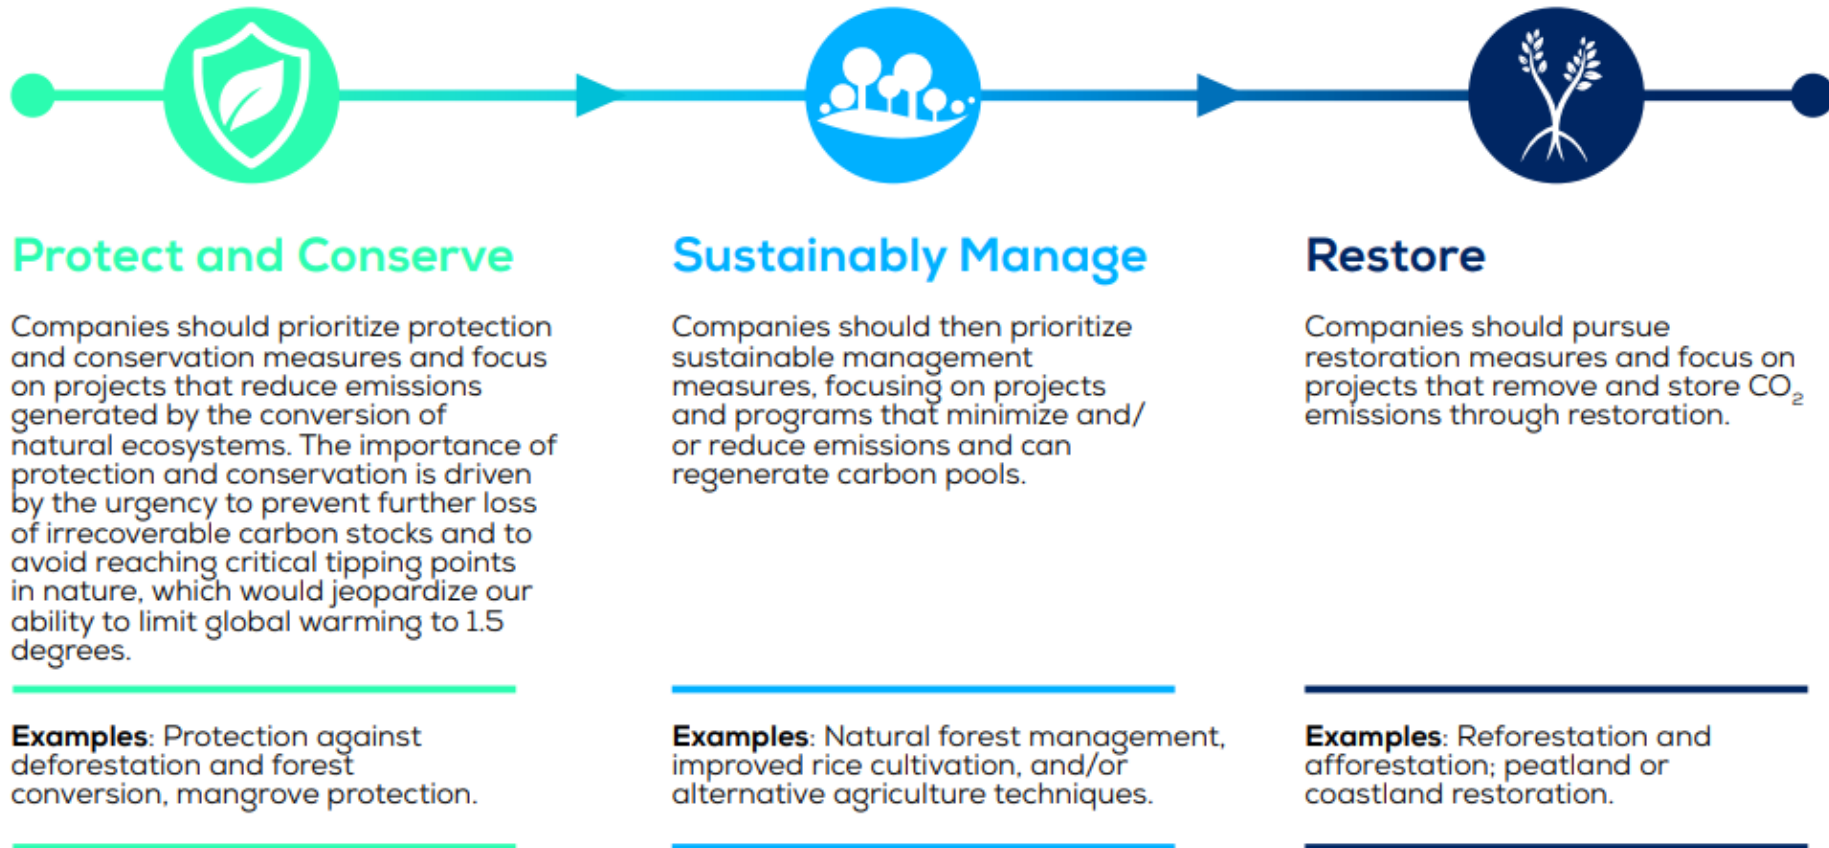 Protect and Conserve
Companies should prioritize protection
and conservation measures and focus
on projects that reduce emissions
generated by the conversion of
natural ecosystems. The importance of
protection and conservation is driven
by the urgency to prevent further loss
of irrecoverable carbon stocks and to
avoid reaching critical tipping points
in nature, which would jeopardize our
ability to limit global warming to 1.5
degrees.
Examples: Protection against
deforestation and forest
conversion, mangrove protection.
Sustainably Manage
Companies should then prioritize
sustainable management
measures, focusing on projects
and programs that minimize and/
or reduce emissions and can
regenerate carbon pools.
Examples: Natural forest management,
improved rice cultivation, and/or
alternative agriculture techniques.
Restore
Companies should pursue
restoration measures and focus on
projects that remove and store CO₂
emissions through restoration.
Examples: Reforestation and
afforestation; peatland or
coastland restoration.